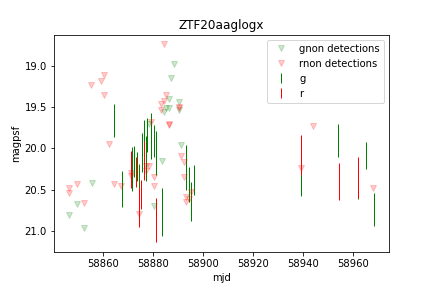 ZTF20aaglogx
gnon detections
rnon detections
g
r
19.0
19.5
20.0
20.5
21.0
magpsf
58860 58880 58900 58920 58940 58960
mjd